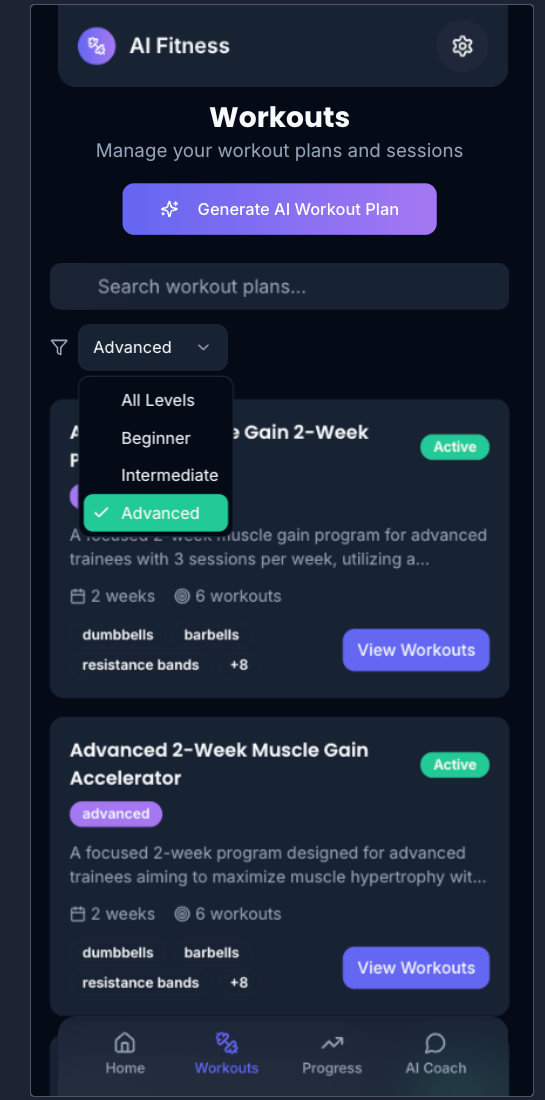 AI Fitness
Workouts
Manage your workout plans and sessions
Generate AI Workout Plan
Search workout plans...
Advanced
All Levels
Beginner
Intermediate
Advanced
Gain 2-Week
Active
A focused 2-week muscle gain program for advanced
trainees with 3 sessions per week, utilizing a...
2 weeks 6 workouts
dumbbells barbells
resistance bands +8
View Workouts
Advanced 2-Week Muscle Gain
Accelerator
Active
advanced
A focused 2-week program designed for advanced
trainees aiming to maximize muscle hypertrophy wit...
2 weeks 6 workouts
dumbbells barbells
resistance bands +8
View Workouts
Home Workouts Progress AI Coach